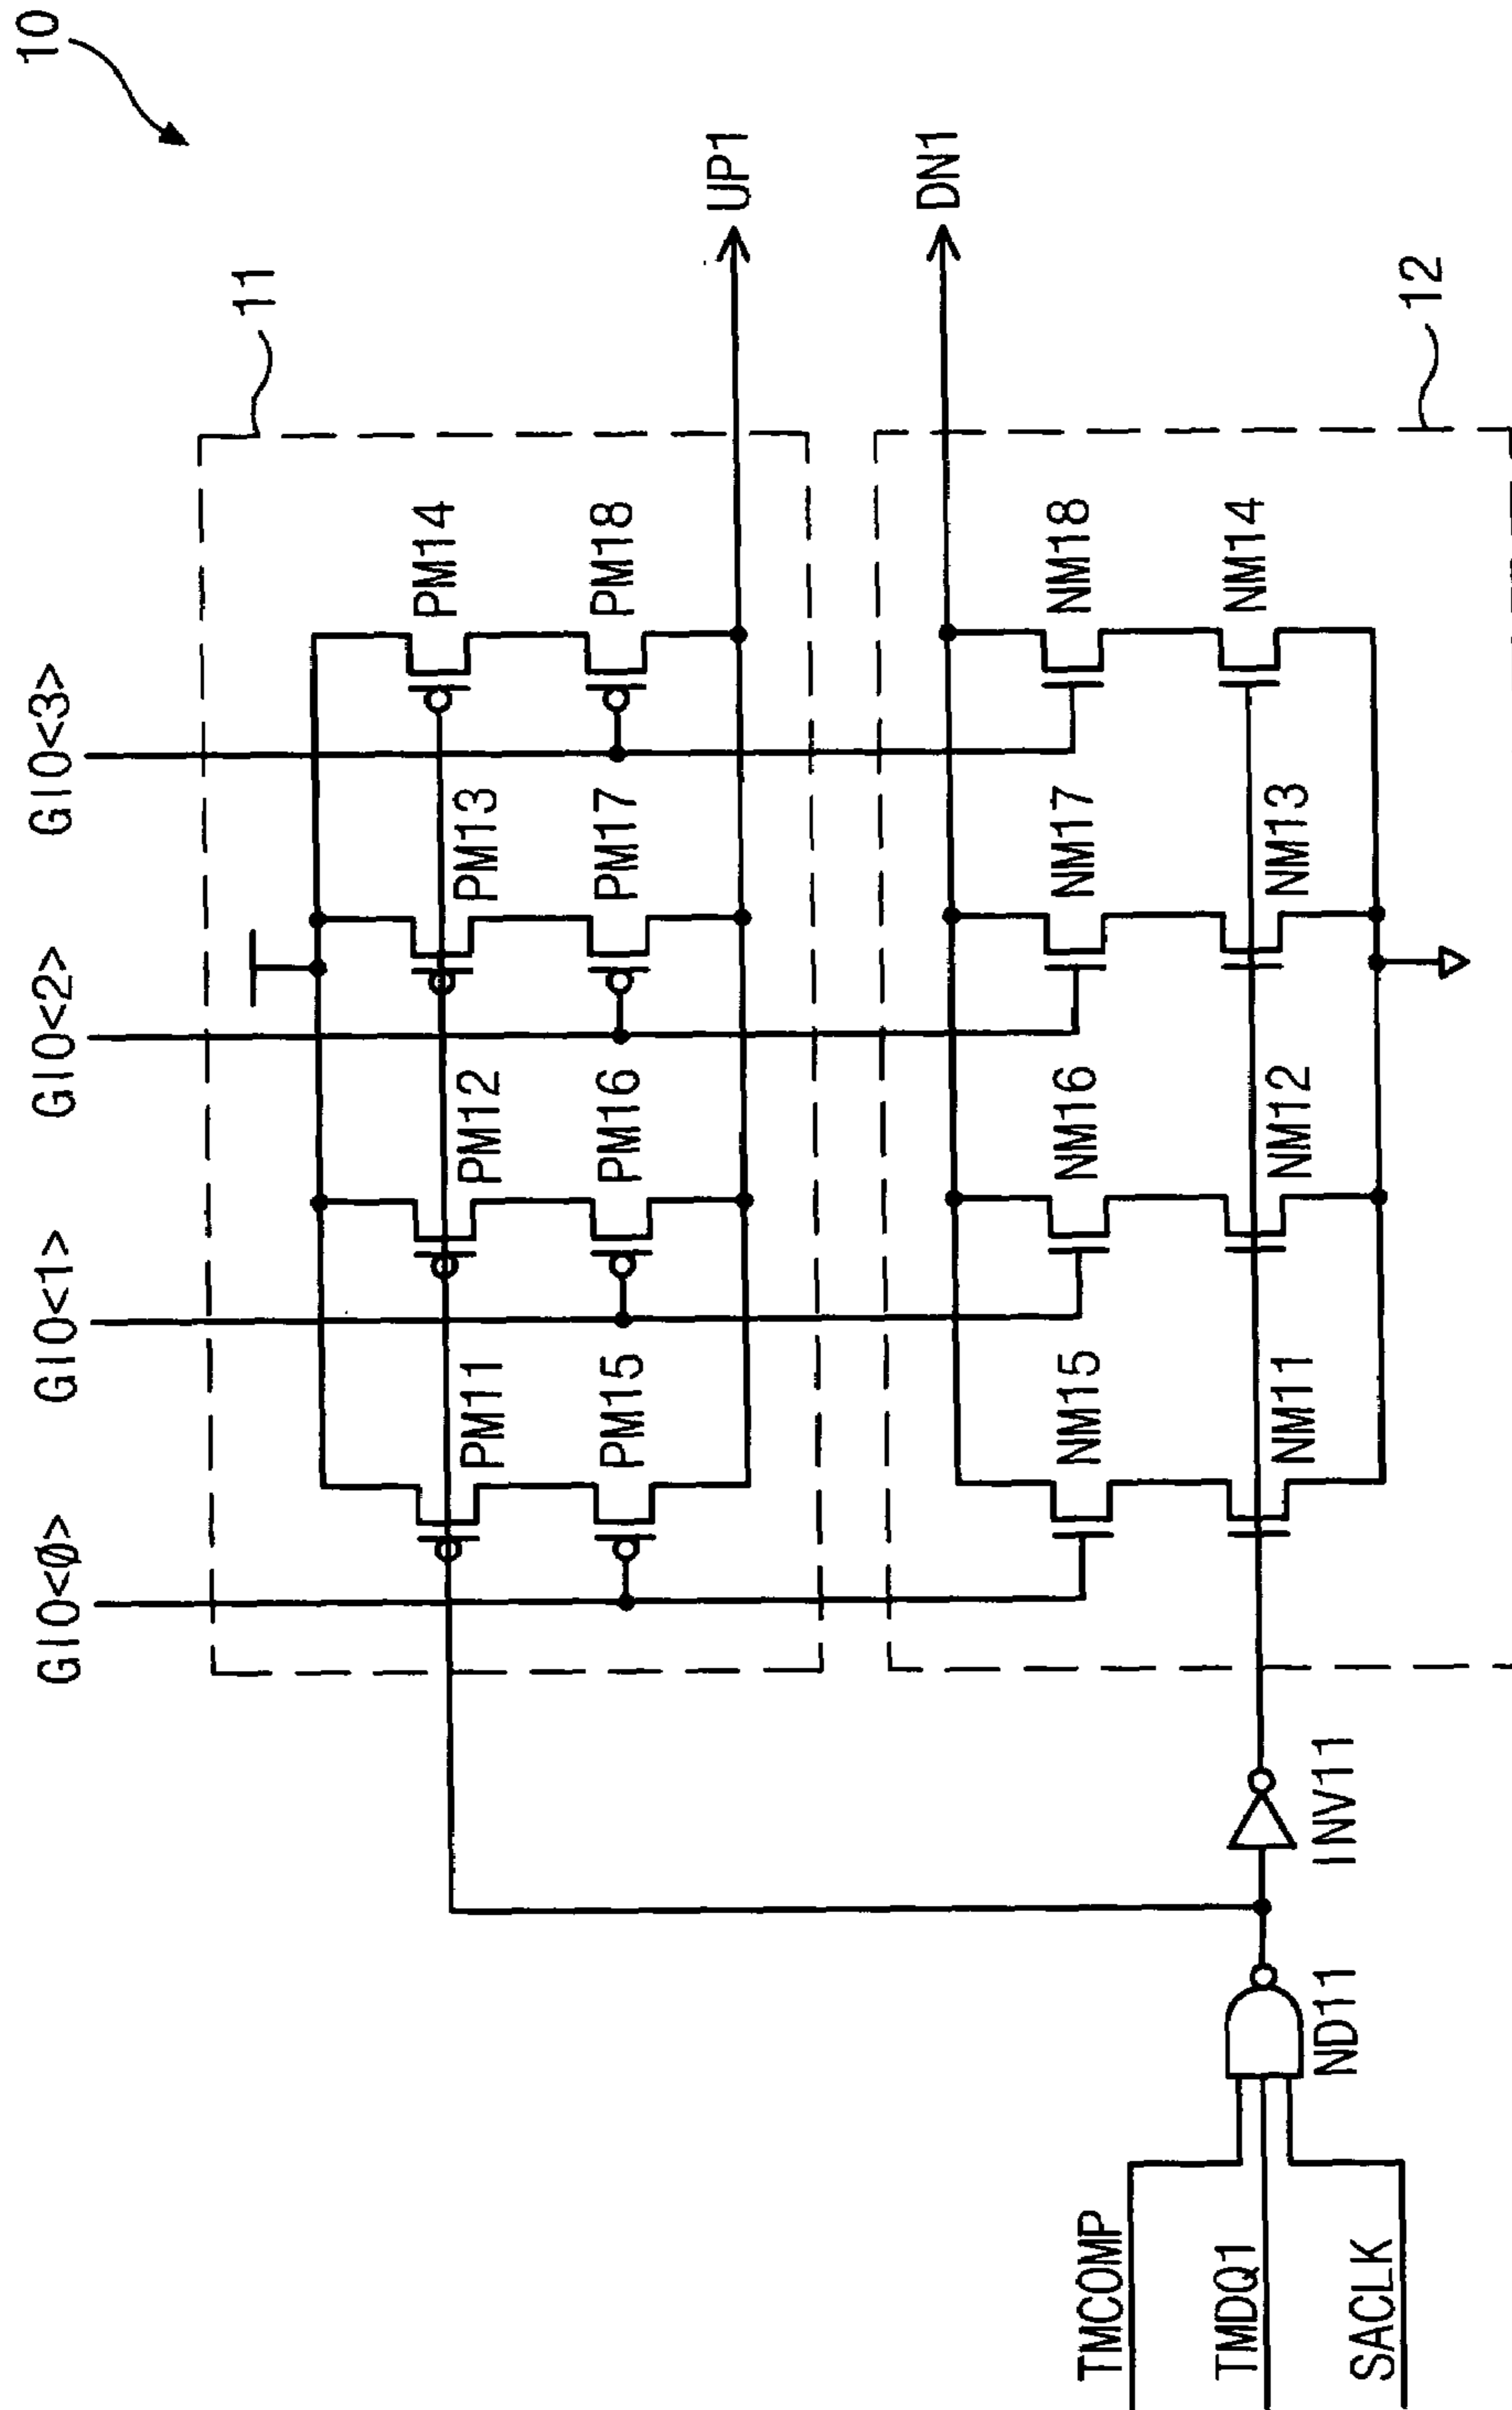 10
11
GIO<0>
GIO<1>
GIO<2>
GIO<3>
PM11
PM12
PM13
PM14
PM15
PM16
PM17
PM18
UP1
DN1
NM15
NM16
NM17
NM18
NM11
NM12
NM13
NM14
12
TMCOMP
TMDQ1
SACLK
ND11
INV11